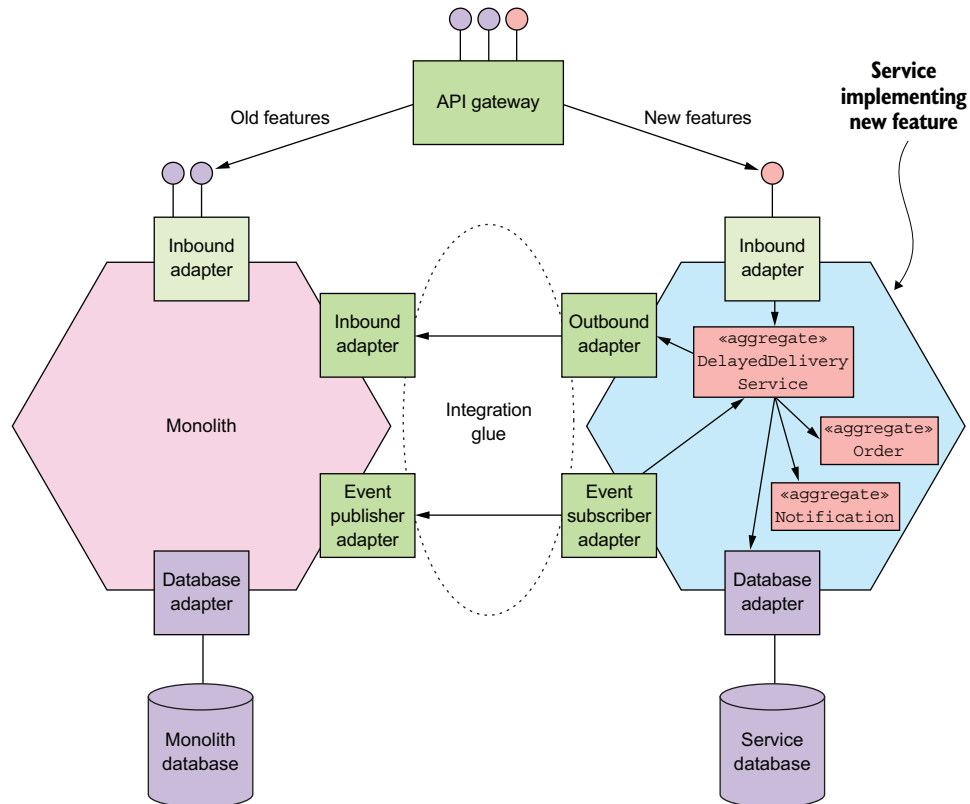 API gateway
Service
implementing
new feature
Old features
New features
Inbound
adapter
Inbound
adapter
Inbound
adapter
Outbound
adapter
«aggregate»
DelayedDelivery
Service
Monolith
Integration
glue
«aggregate»
Order
«aggregate»
Notification
Event
publisher
adapter
Event
subscriber
adapter
Database
adapter
Database
adapter
Monolith
database
Service
database